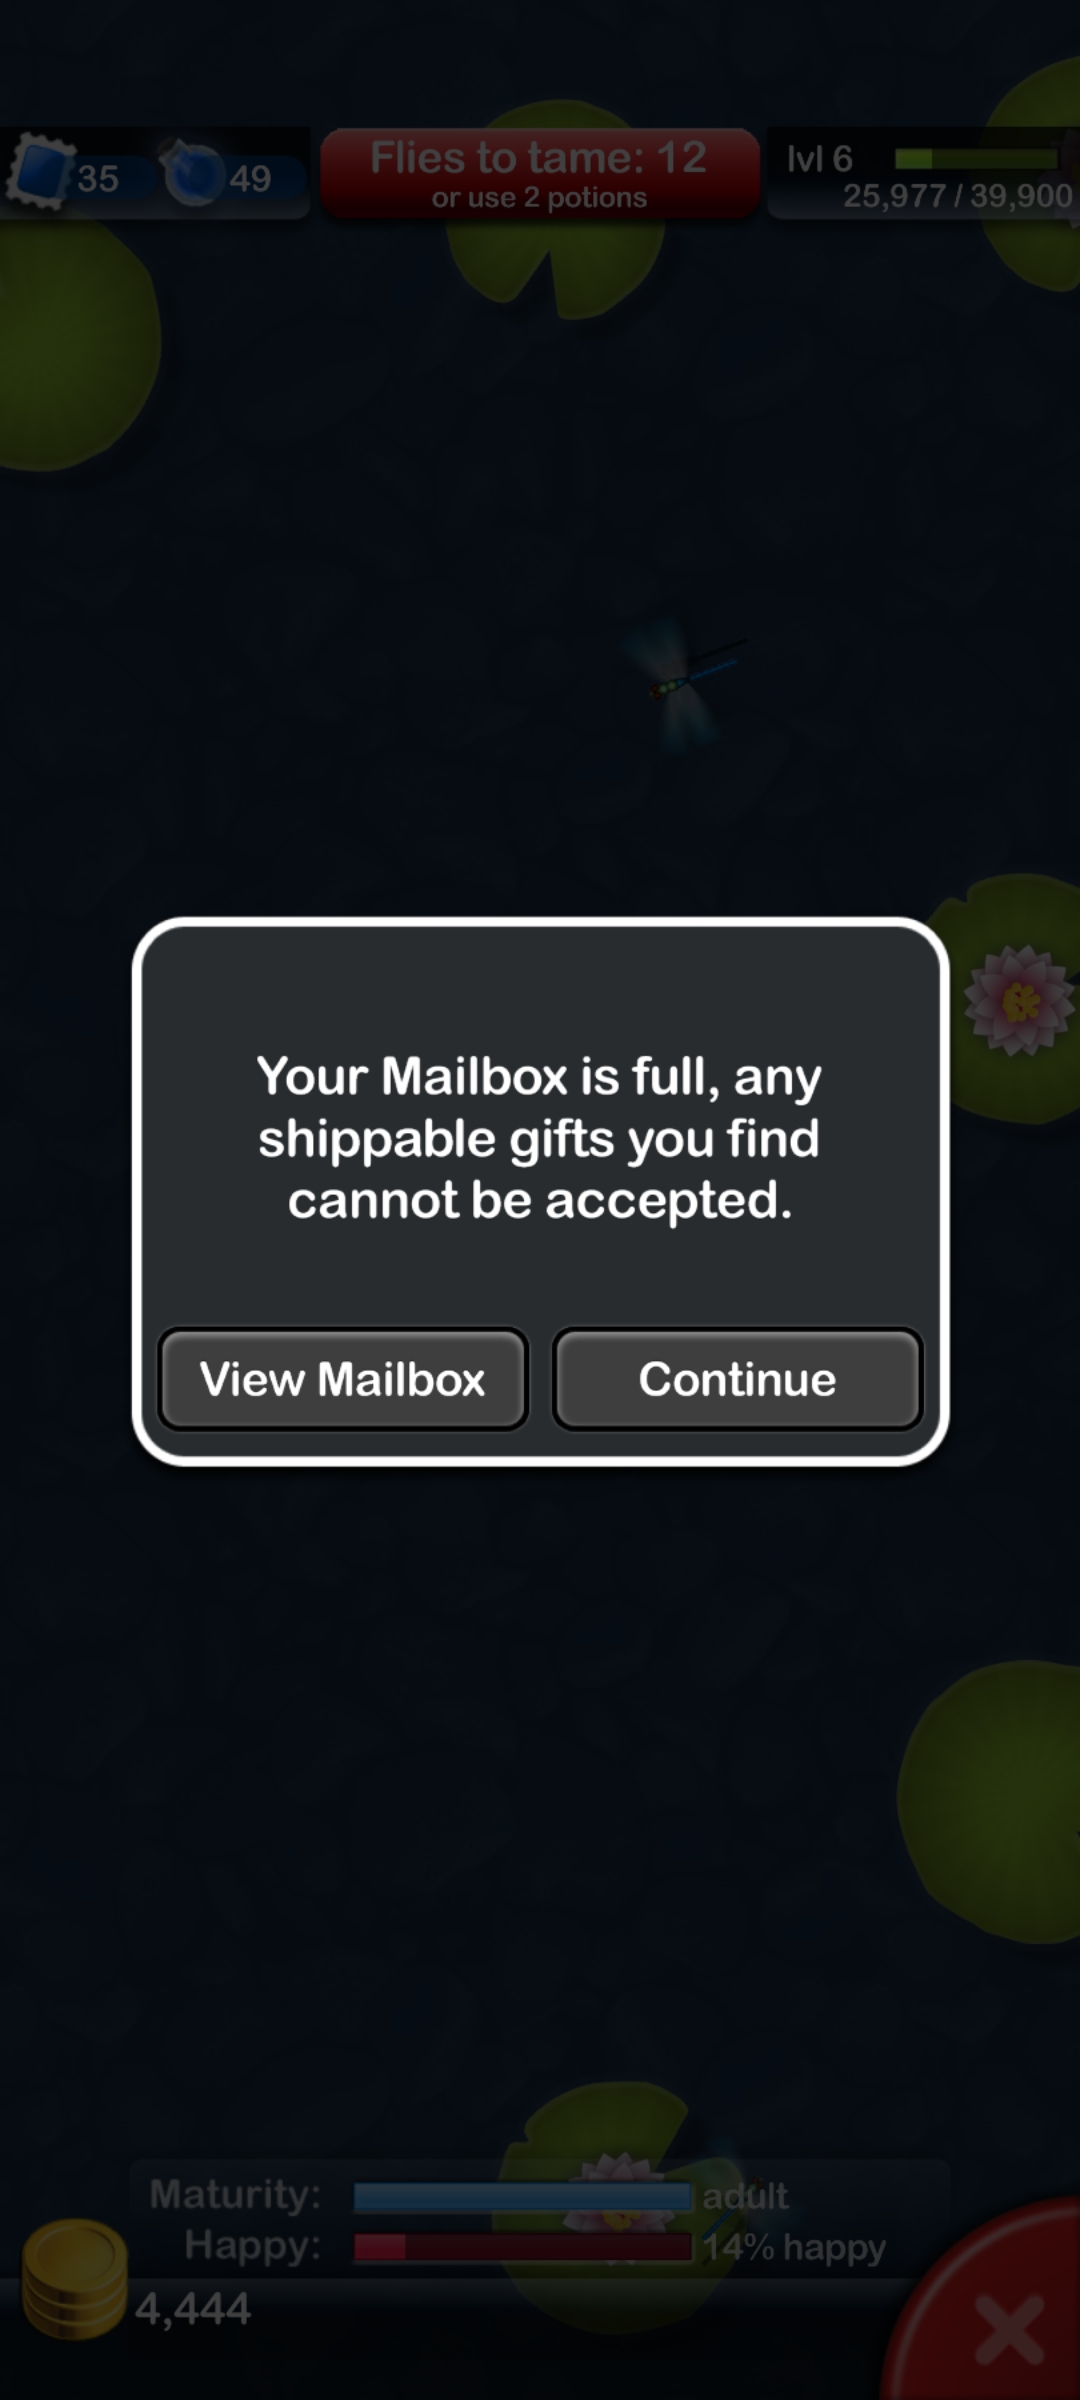 35
49
Flies to tame: 12
or use 2 potions
lvl 6
25,977 / 39,900
Your Mailbox is full, any
shippable gifts you find
cannot be accepted.
View Mailbox
Continue
Maturity:
adult
Happy:
14% happy
4,444